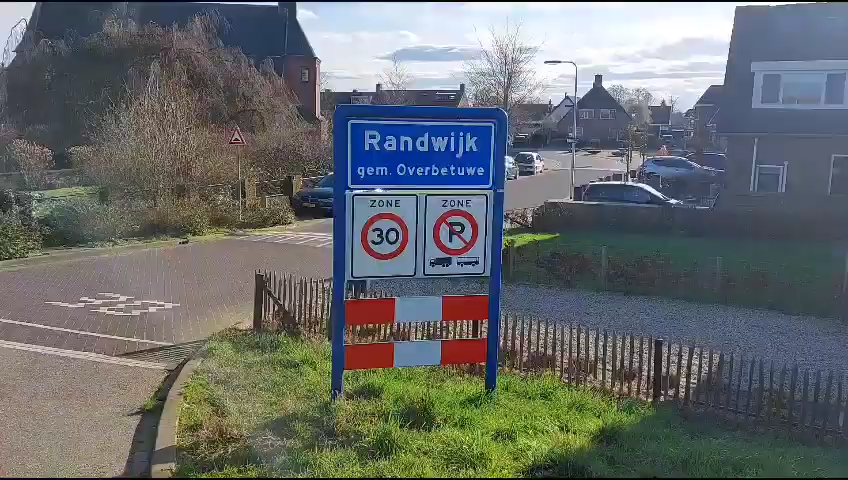 Randwijk
gem. Overbetuwe
ZONE
30
ZONE
P